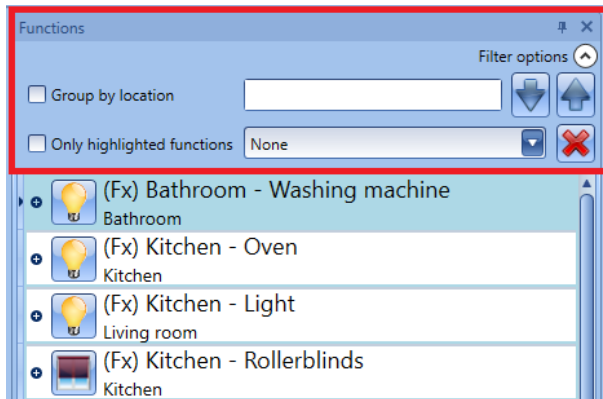 Functions
Filter options
Group by location
Only highlighted functions None
(Fx) Bathroom - Washing machine
Bathroom
(Fx) Kitchen - Oven
Kitchen
(Fx) Kitchen - Light
Living room
(Fx) Kitchen - Rollerblinds
Kitchen